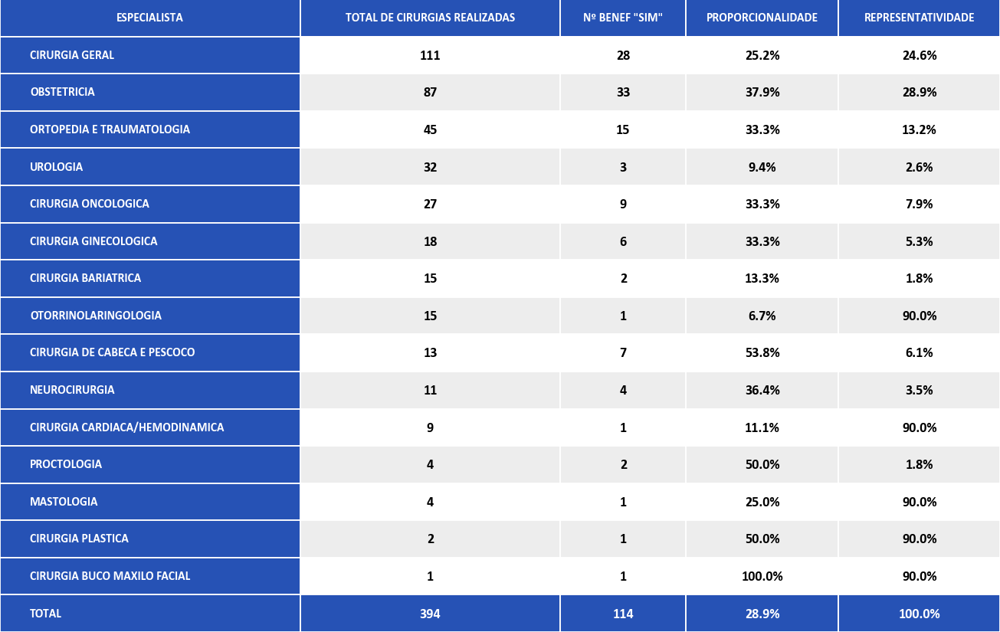 ESPECIALISTA TOTAL DE CIRURGIAS REALIZADAS Nº BENEF "SIM" PROPORCIONALIDADE REPRESENTATIVIDADE
CIRURGIA GERAL 111 28 25.2% 24.6%
OBSTETRICIA 87 33 37.9% 28.9%
ORTOPEDIA E TRAUMATOLOGIA 45 15 33.3% 13.2%
UROLOGIA 32 3 9.4% 2.6%
CIRURGIA ONCOLOGICA 27 9 33.3% 7.9%
CIRURGIA GINECOLOGICA 18 6 33.3% 5.3%
CIRURGIA BARIATRICA 15 2 13.3% 1.8%
OTORRINOLARINGOLOGIA 15 1 6.7% 90.0%
CIRURGIA DE CABECA E PESCOCO 13 7 53.8% 6.1%
NEUROCIRURGIA 11 4 36.4% 3.5%
CIRURGIA CARDIACA/HEMODINAMICA 9 1 11.1% 90.0%
PROCTOLOGIA 4 2 50.0% 1.8%
MASTOLOGIA 4 1 25.0% 90.0%
CIRURGIA PLASTICA 2 1 50.0% 90.0%
CIRURGIA BUCO MAXILO FACIAL 1 1 100.0% 90.0%
TOTAL 394 114 28.9% 100.0%